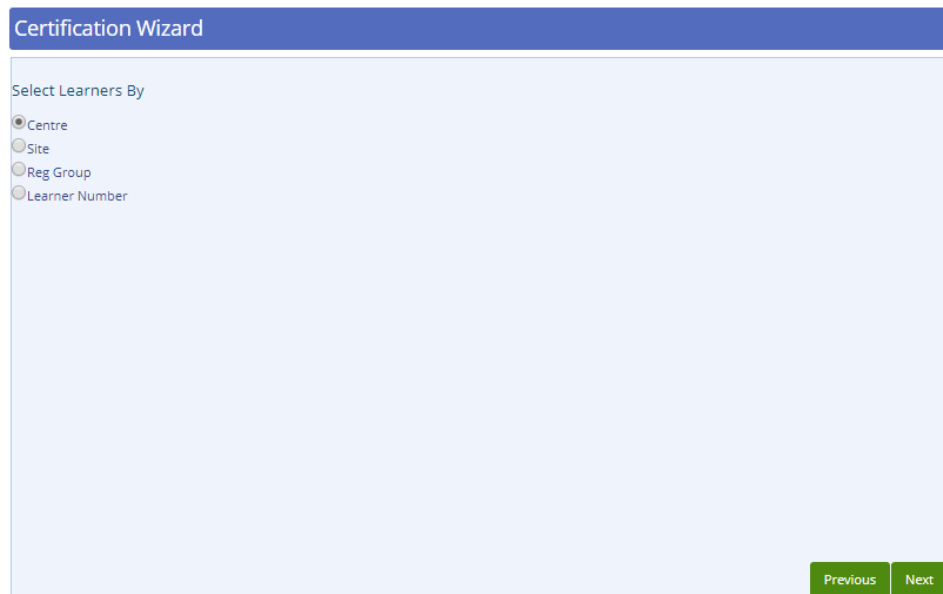 Certification Wizard
Select Learners By
Centre
Site
Reg Group
Learner Number
Previous Next